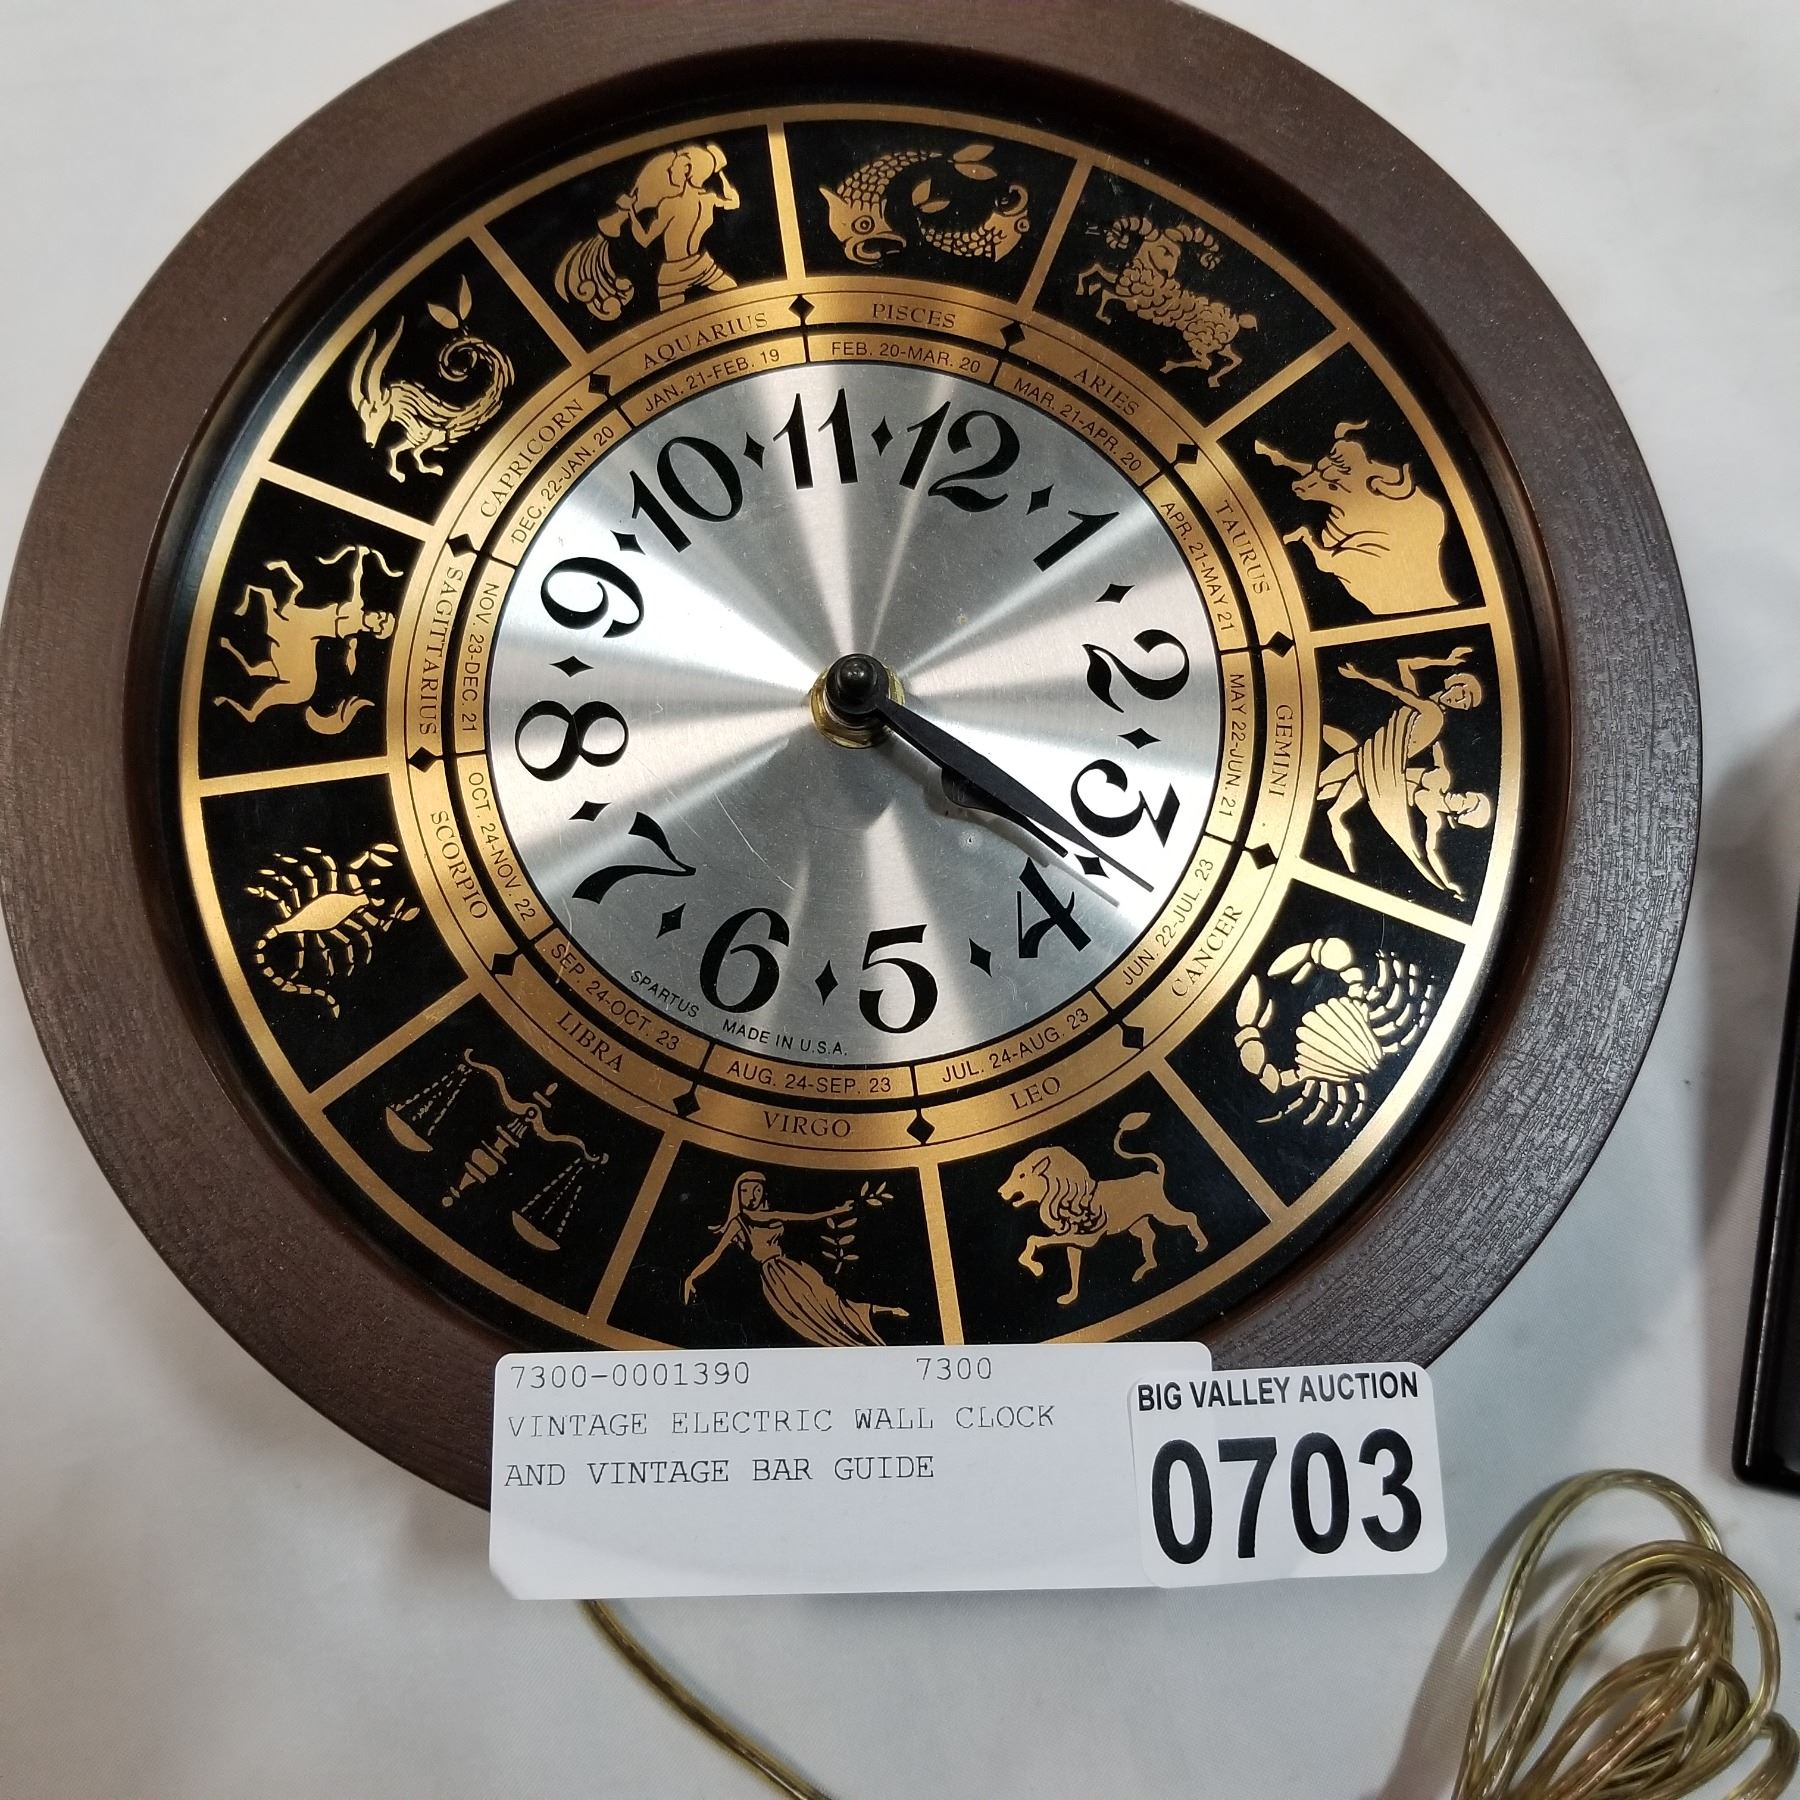 AQUARIUS
JAN. 21-FEB. 19
PISCES
FEB. 20-MAR. 20
ARIES
MAR. 21-APR. 20
TAURUS
APR. 21-MAY 21
GEMINI
MAY 22-JUN. 21
CANCER
JUN. 22-JUL. 23
LEO
JUL. 24-AUG. 23
VIRGO
AUG. 24-SEP. 23
LIBRA
SEP. 24-OCT. 23
SCORPIO
OCT. 24-NOV. 22
SAGITTARIUS
NOV. 23-DEC. 21
CAPRICORN
DEC. 22-JAN. 20
12
1
2
3
4
5
6
7
8
9
10
11
SPARTUS
MADE IN U.S.A.
7300-0001390 7300
VINTAGE ELECTRIC WALL CLOCK
AND VINTAGE BAR GUIDE
BIG VALLEY AUCTION
0703